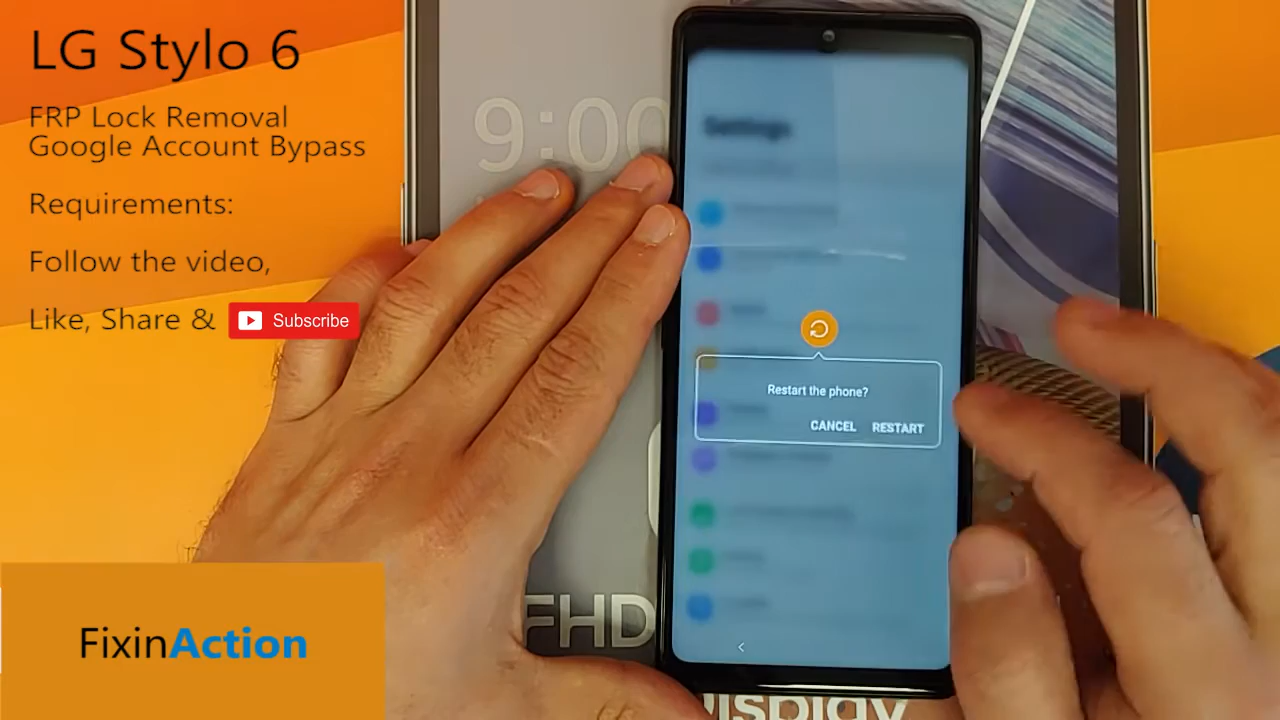 LG Stylo 6
FRP Lock Removal
Google Account Bypass
Requirements:
Follow the video,
Like, Share & Subscribe
FixinAction
9:00
Settings
Restart the phone?
CANCEL RESTART
FHD
Display